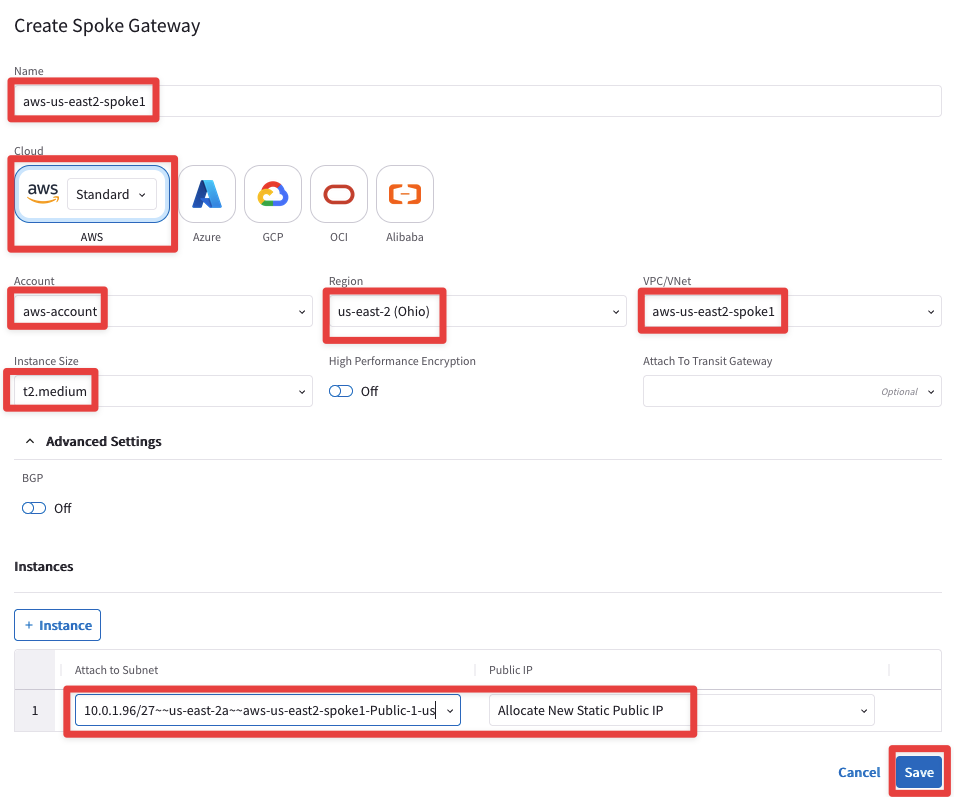 Create Spoke Gateway
Name
aws-us-east2-spoke1
Cloud
aws Standard
AWS Azure GCP OCI Alibaba
Account Region VPC/VNet
aws-account us-east-2 (Ohio) aws-us-east2-spoke1
Instance Size High Performance Encryption Attach To Transit Gateway
t2.medium Off Optional
Advanced Settings
BGP
Off
Instances
+ Instance
Attach to Subnet Public IP
1 10.0.1.96/27~~us-east-2a~~aws-us-east2-spoke1-Public-1-us Allocate New Static Public IP
Cancel Save